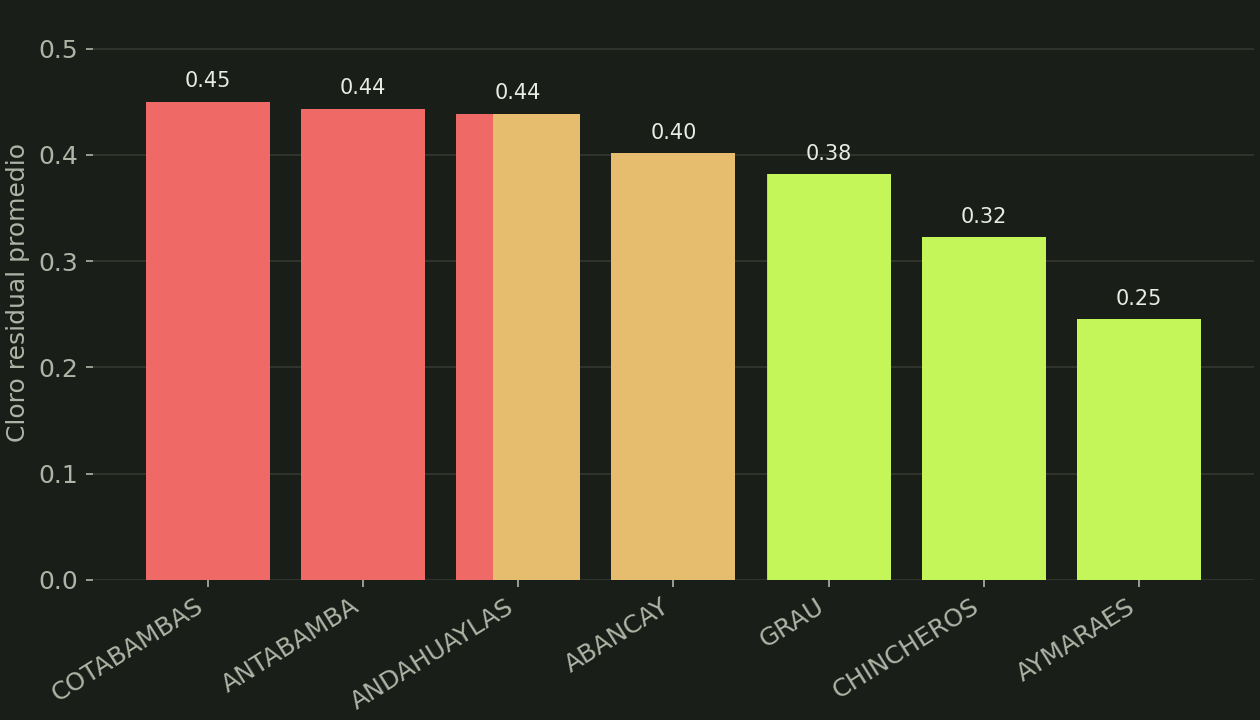 Cloro residual promedio
0.5
0.4
0.3
0.2
0.1
0.0
0.45
0.44
0.44
0.40
0.38
0.32
0.25
COTABAMBAS
ANTABAMBA
ANDAHUAYLAS
ABANCAY
GRAU
CHINCHEROS
AYMARAES